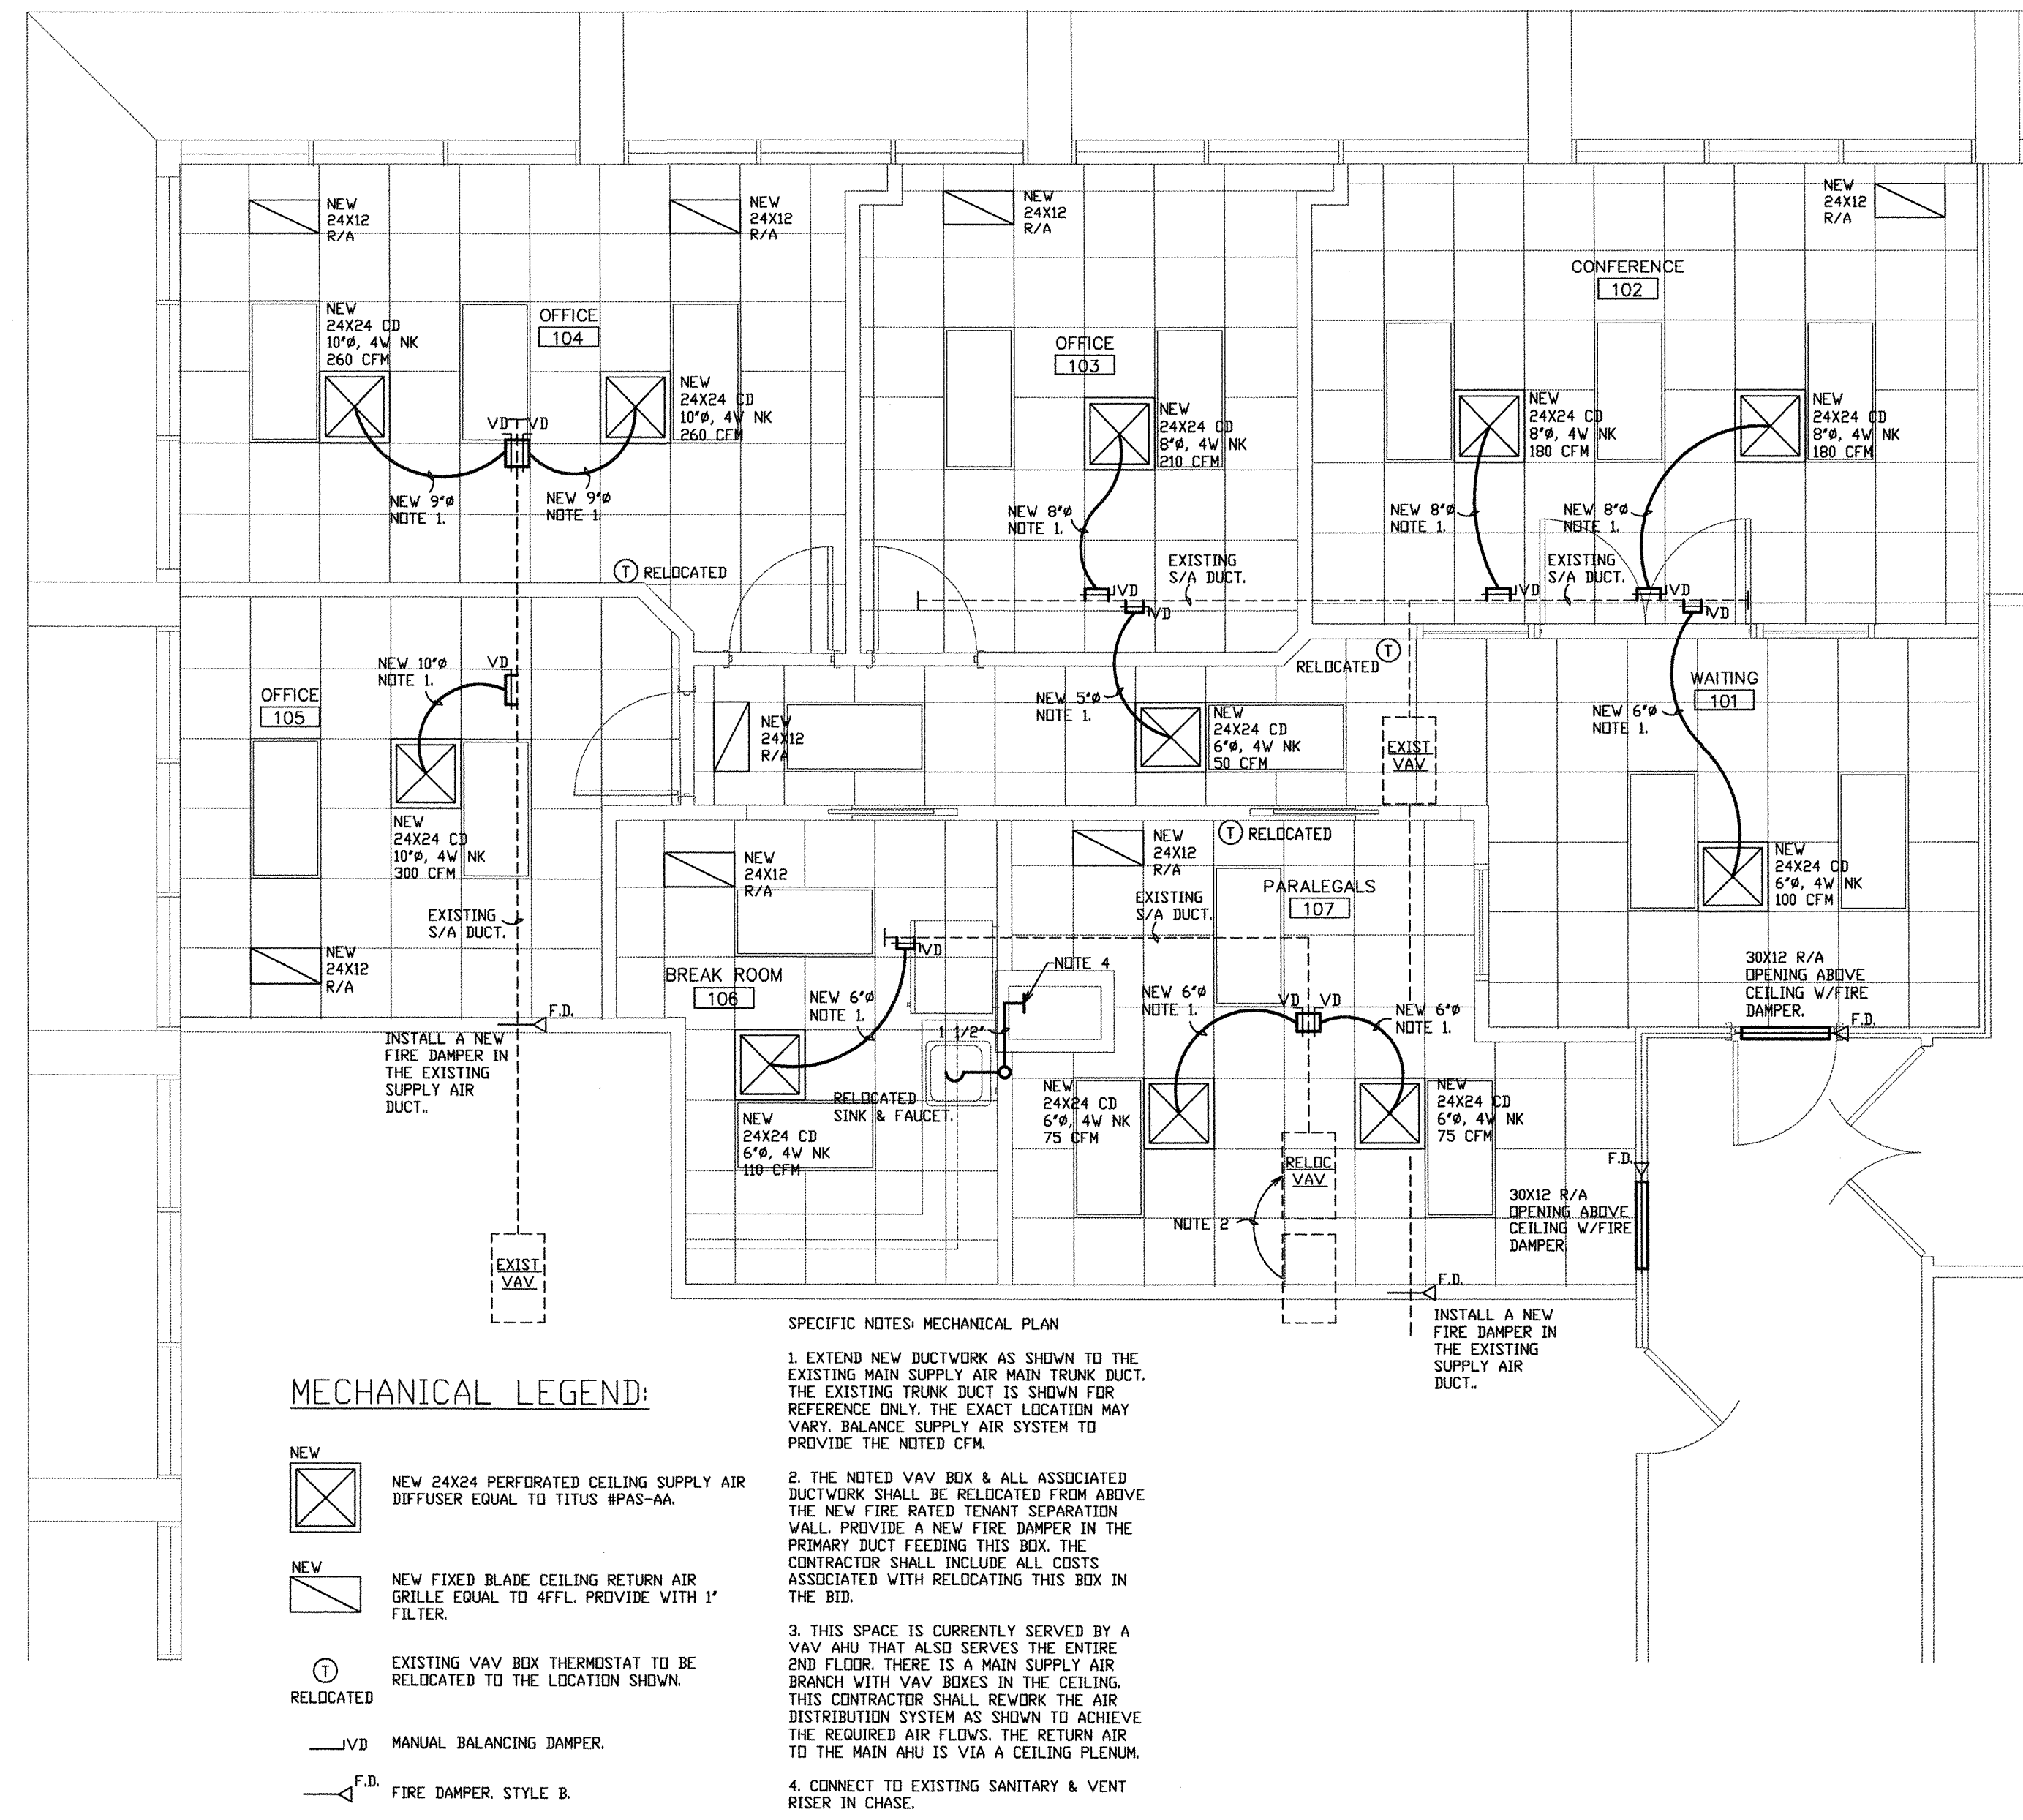 NEW
24X12
R/A
NEW
24X12
R/A
NEW
24X12
R/A
NEW
24X12
R/A
CONFERENCE
102
NEW
24X24 CD
10"Ø, 4W NK
260 CFM
OFFICE
104
OFFICE
103
NEW
24X24 CD
10"Ø, 4W NK
260 CFM
NEW
24X24 CD
8"Ø, 4W NK
210 CFM
NEW
24X24 CD
8"Ø, 4W NK
180 CFM
NEW
24X24 CD
8"Ø, 4W NK
180 CFM
VD
VD
NEW 9"Ø
NOTE 1.
NEW 9"Ø
NOTE 1.
NEW 8"Ø
NOTE 1.
NEW 8"Ø
NOTE 1.
NEW 8"Ø
NOTE 1.
T
RELOCATED
EXISTING
S/A DUCT.
EXISTING
S/A DUCT.
VD
VD
VD
VD
VD
NEW 10"Ø
NOTE 1.
VD
OFFICE
105
RELOCATED
T
WAITING
101
NEW 5"Ø
NOTE 1.
NEW
24X12
R/A
NEW
24X24 CD
6"Ø, 4W NK
50 CFM
NEW 6"Ø
NOTE 1.
EXIST
VAV
NEW
24X24 CD
10"Ø, 4W NK
300 CFM
T
RELOCATED
NEW
24X12
R/A
NEW
24X12
R/A
NEW
24X24 CD
6"Ø, 4W NK
100 CFM
PARALEGALS
107
EXISTING
S/A DUCT.
EXISTING
S/A DUCT.
VD
NEW
24X12
R/A
BREAK ROOM
106
NOTE 4
30X12 R/A
OPENING ABOVE
CEILING W/FIRE
DAMPER.
F.D.
F.D.
NEW 6"Ø
NOTE 1.
NEW 6"Ø
NOTE 1.
VD
VD
NEW 6"Ø
NOTE 1.
1 1/2"
INSTALL A NEW
FIRE DAMPER IN
THE EXISTING
SUPPLY AIR
DUCT..
RELOCATED
SINK & FAUCET.
NEW
24X24 CD
6"Ø, 4W NK
75 CFM
NEW
24X24 CD
6"Ø, 4W NK
75 CFM
NEW
24X24 CD
6"Ø, 4W NK
110 CFM
RELOC
VAV
F.D.
30X12 R/A
OPENING ABOVE
CEILING W/FIRE
DAMPER.
NOTE 2
EXIST
VAV
F.D.
INSTALL A NEW
FIRE DAMPER IN
THE EXISTING
SUPPLY AIR
DUCT..
MECHANICAL LEGEND:
NEW
NEW 24X24 PERFORATED CEILING SUPPLY AIR
DIFFUSER EQUAL TO TITUS #PAS-AA.
NEW
NEW FIXED BLADE CEILING RETURN AIR
GRILLE EQUAL TO 4FFL. PROVIDE WITH 1"
FILTER.
T
RELOCATED
EXISTING VAV BOX THERMOSTAT TO BE
RELOCATED TO THE LOCATION SHOWN.
VD
MANUAL BALANCING DAMPER.
F.D.
FIRE DAMPER. STYLE B.
SPECIFIC NOTES: MECHANICAL PLAN
1. EXTEND NEW DUCTWORK AS SHOWN TO THE
EXISTING MAIN SUPPLY AIR MAIN TRUNK DUCT.
THE EXISTING TRUNK DUCT IS SHOWN FOR
REFERENCE ONLY. THE EXACT LOCATION MAY
VARY. BALANCE SUPPLY AIR SYSTEM TO
PROVIDE THE NOTED CFM.
2. THE NOTED VAV BOX & ALL ASSOCIATED
DUCTWORK SHALL BE RELOCATED FROM ABOVE
THE NEW FIRE RATED TENANT SEPARATION
WALL. PROVIDE A NEW FIRE DAMPER IN THE
PRIMARY DUCT FEEDING THIS BOX. THE
CONTRACTOR SHALL INCLUDE ALL COSTS
ASSOCIATED WITH RELOCATING THIS BOX IN
THE BID.
3. THIS SPACE IS CURRENTLY SERVED BY A
VAV AHU THAT ALSO SERVES THE ENTIRE
2ND FLOOR. THERE IS A MAIN SUPPLY AIR
BRANCH WITH VAV BOXES IN THE CEILING.
THIS CONTRACTOR SHALL REWORK THE AIR
DISTRIBUTION SYSTEM AS SHOWN TO ACHIEVE
THE REQUIRED AIR FLOWS. THE RETURN AIR
TO THE MAIN AHU IS VIA A CEILING PLENUM.
4. CONNECT TO EXISTING SANITARY & VENT
RISER IN CHASE.